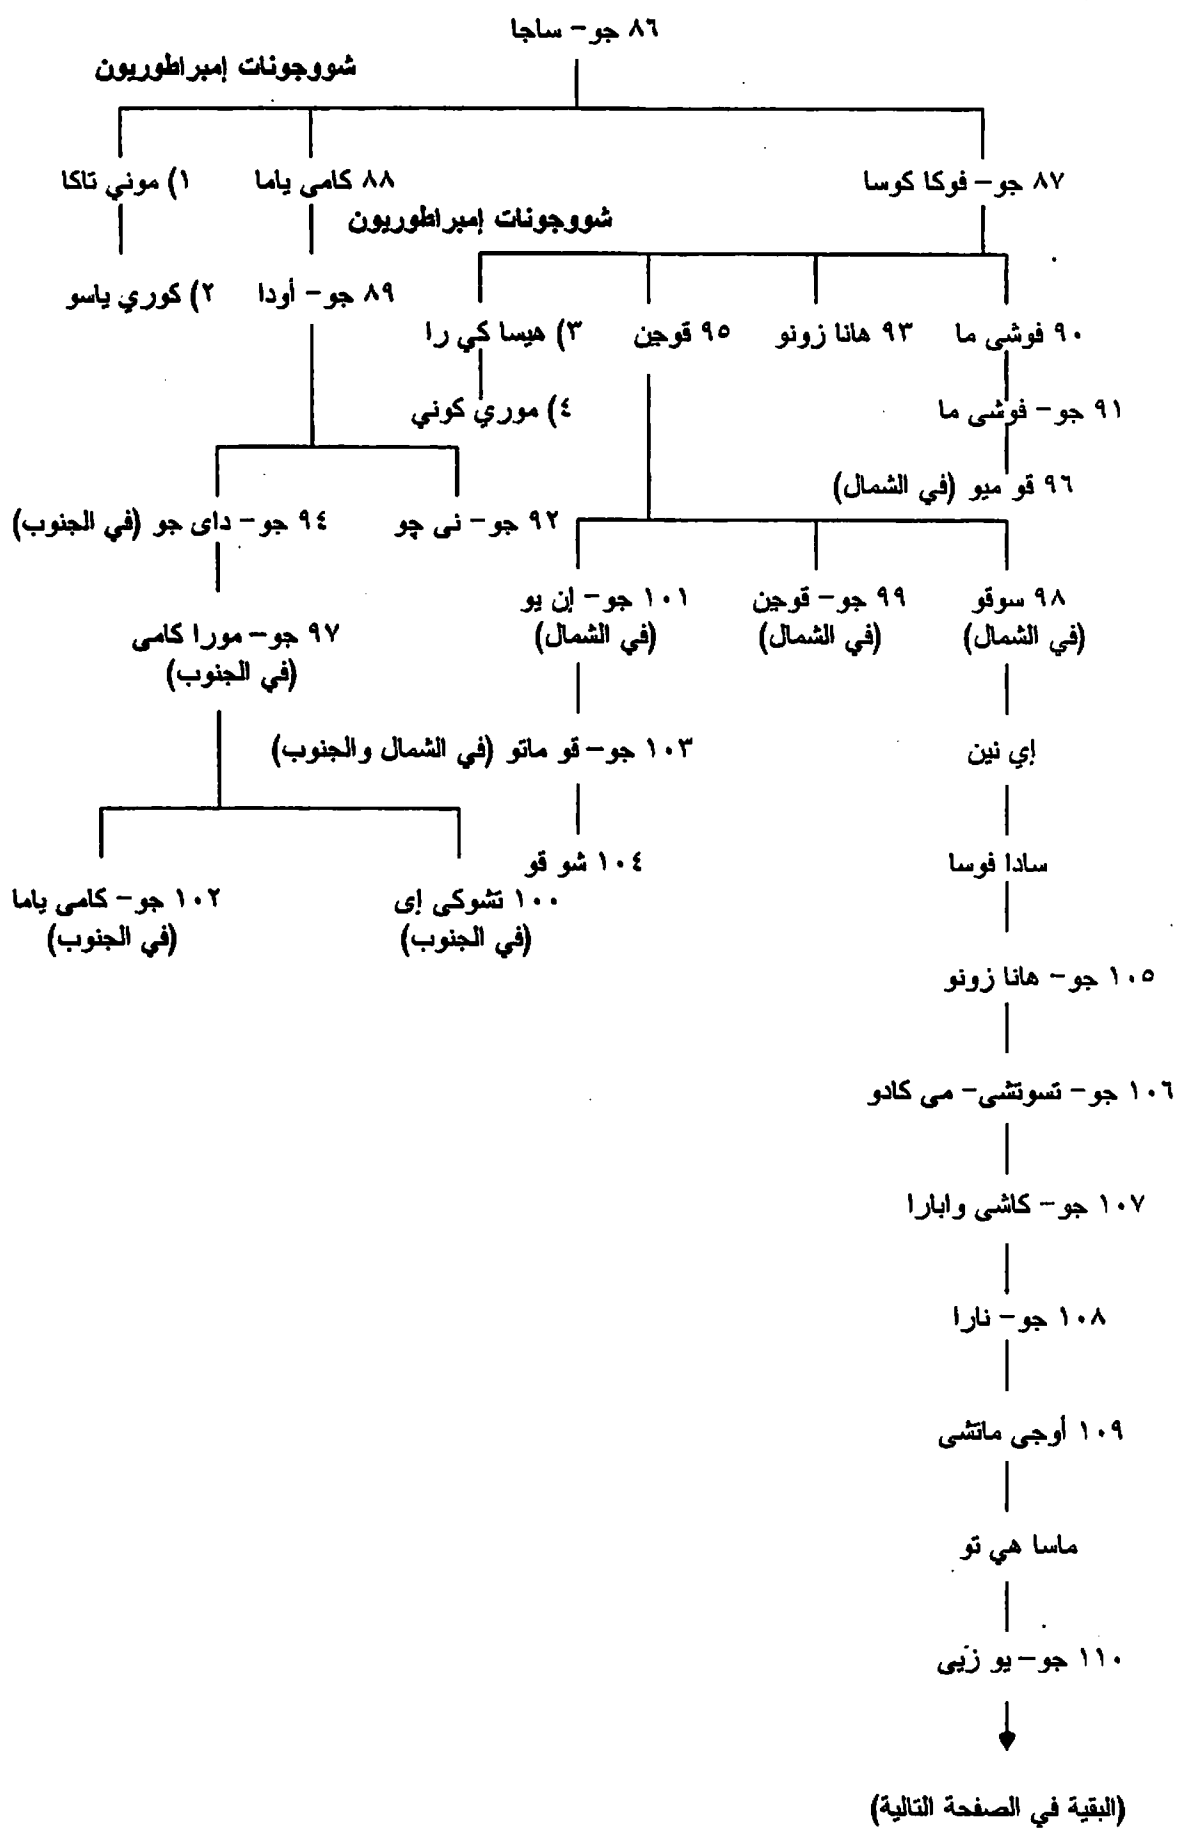 ٨٦ جو- ساجا
شووجونات إمبراطوريون
٨٧ جو- فوكا كوسا
٨٨ كامى ياما
١) موني تاكا
شووجونات إمبراطوريون
٨٩ جو- أودا
٢) كوري ياسو
٩٠ فوشى ما
٩٣ هانا زونو
٩٥ قوجن
٣) هيسا كي را
٩١ جو- فوشى ما
٤) موري كوني
٩٦ قو ميو (في الشمال)
٩٢ جو- نى چو
٩٤ جو- داى جو (في الجنوب)
٩٨ سوقو
(في الشمال)
٩٩ جو- قوجن
(في الشمال)
١٠١ جو- إن يو
(في الشمال)
٩٧ جو- مورا كامى
(في الجنوب)
إي نين
١٠٣ جو- قو ماتو (في الشمال والجنوب)
سادا فوسا
١٠٤ شو قو
١٠٠ تشوكى إى
(في الجنوب)
١٠٢ جو- كامى ياما
(في الجنوب)
١٠٥ جو- هانا زونو
١٠٦ جو- تسوتشى- مى كادو
١٠٧ جو- كاشى وابارا
١٠٨ جو- نارا
١٠٩ أوجى ماتشى
ماسا هي تو
١١٠ جو- يو زيى
(البقية في الصفحة التالية)